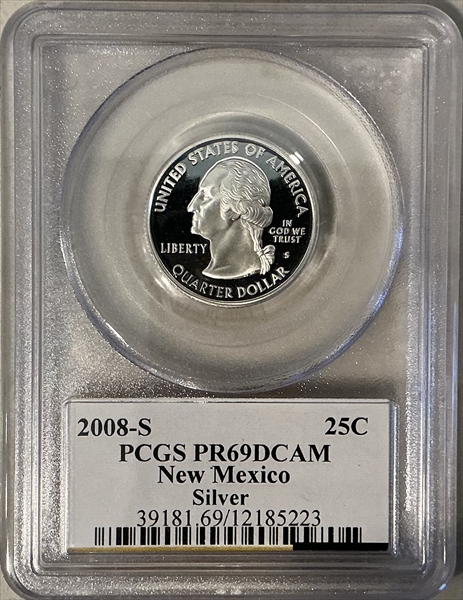 UNITED STATES OF AMERICA
LIBERTY
IN
GOD WE
TRUST
S
QUARTER DOLLAR
2008-S 25C
PCGS PR69DCAM
New Mexico
Silver
39181.69/12185223